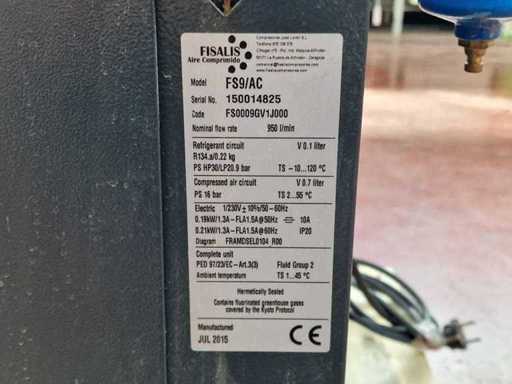 FISALIS
Aire Comprimido
Compresores José Lerén S.L.
Model FS9/AC
Serial No. 150014825
Code FS0009GV1J000
Nominal flow rate 950 l/min
Refrigerant circuit V 0.1 liter
R134.a/0.22 kg
PS HP30/LP20.9 bar TS -10...120°C
Compressed air circuit V 0.7 liter
PS 16 bar TS 2...55°C
Electric 1/230V ±10%/50-60Hz
0.19kW/1.3A-FLA1.5A@50Hz 10A
0.21kW/1.3A-FLA1.5A@60Hz IP20
Diagram FRAMDSEL0104_R00
Complete unit
PED 97/23/EC-Art.3(3) Fluid Group 2
Ambient temperature TS 1...45°C
Hermetically Sealed
Contains fluorinated greenhouse gases
covered by the Kyoto Protocol
Manufactured
JUL 2015
CE